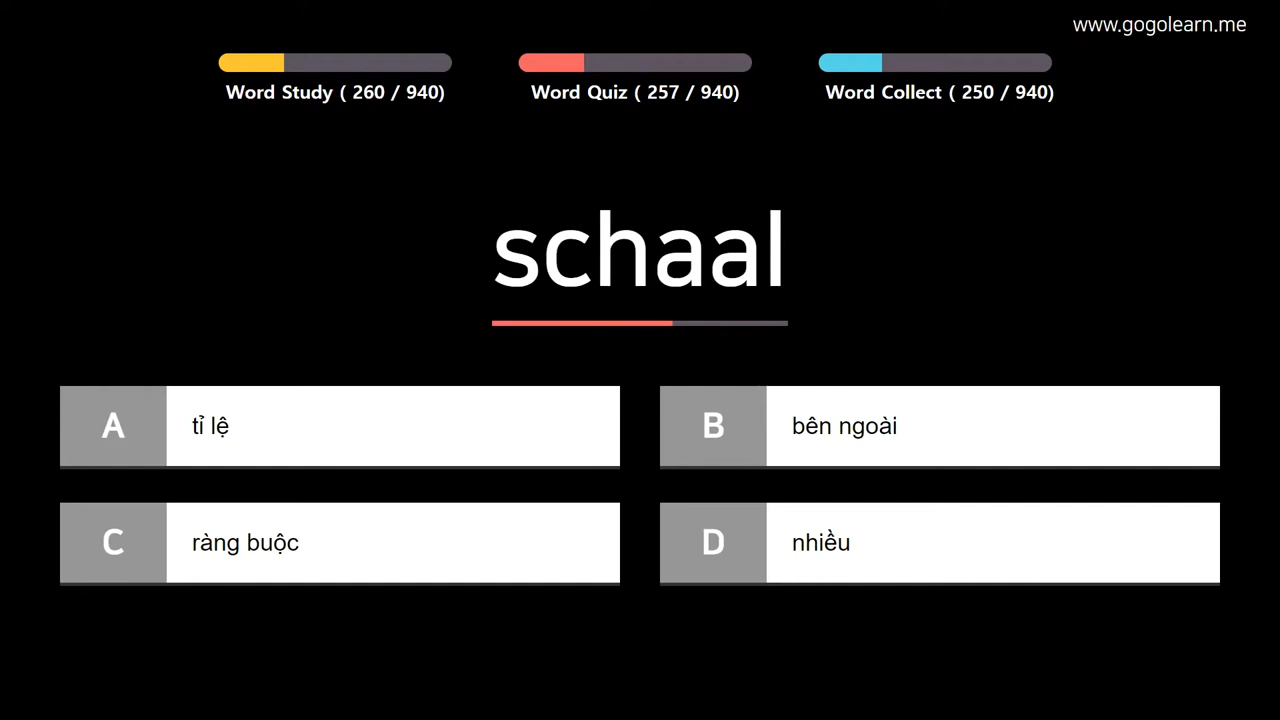 www.gogolearn.me
Word Study ( 260 / 940)
Word Quiz ( 257 / 940)
Word Collect ( 250 / 940)
schaal
A
tỉ lệ
B
bên ngoài
C
ràng buộc
D
nhiều